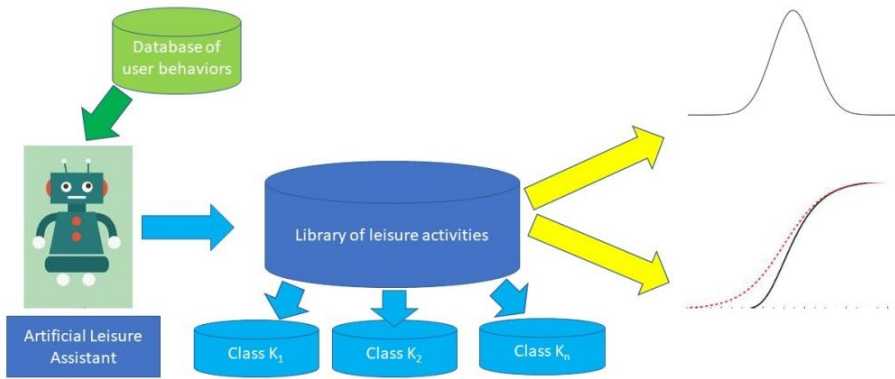 Database of
user behaviors
Library of leisure activities
Artificial Leisure
Assistant
Class K₁
Class K₂
Class Kₙ